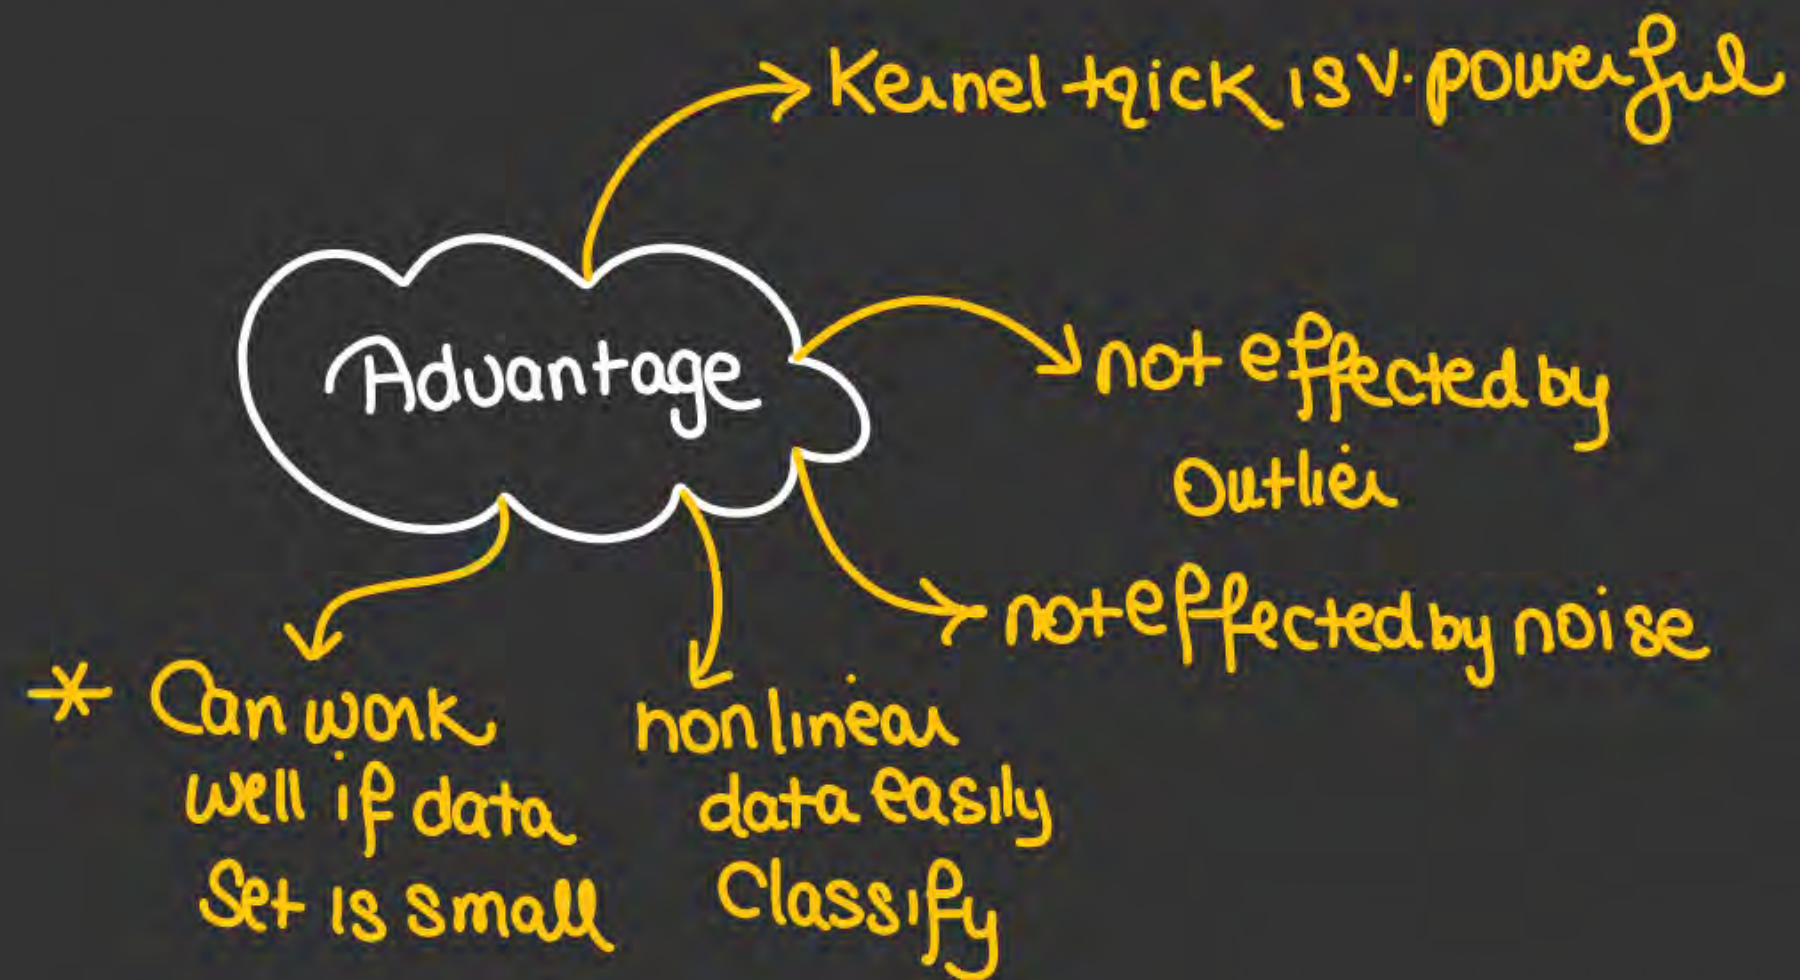 Kernel trick is v. powerful
Advantage
not effected by
Outlier
not effected by noise
* Can work
well if data
Set is small
non linear
data easily
Classify